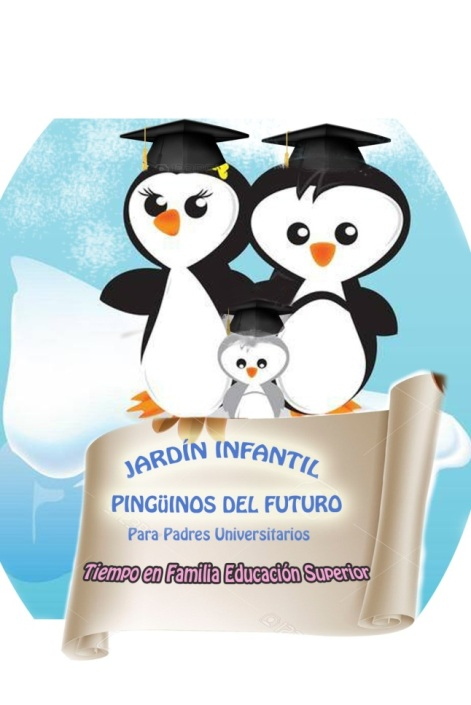 JARDÍN INFANTIL
PINGüINOS DEL FUTURO
Para Padres Universitarios
Tiempo en Familia Educación Superior